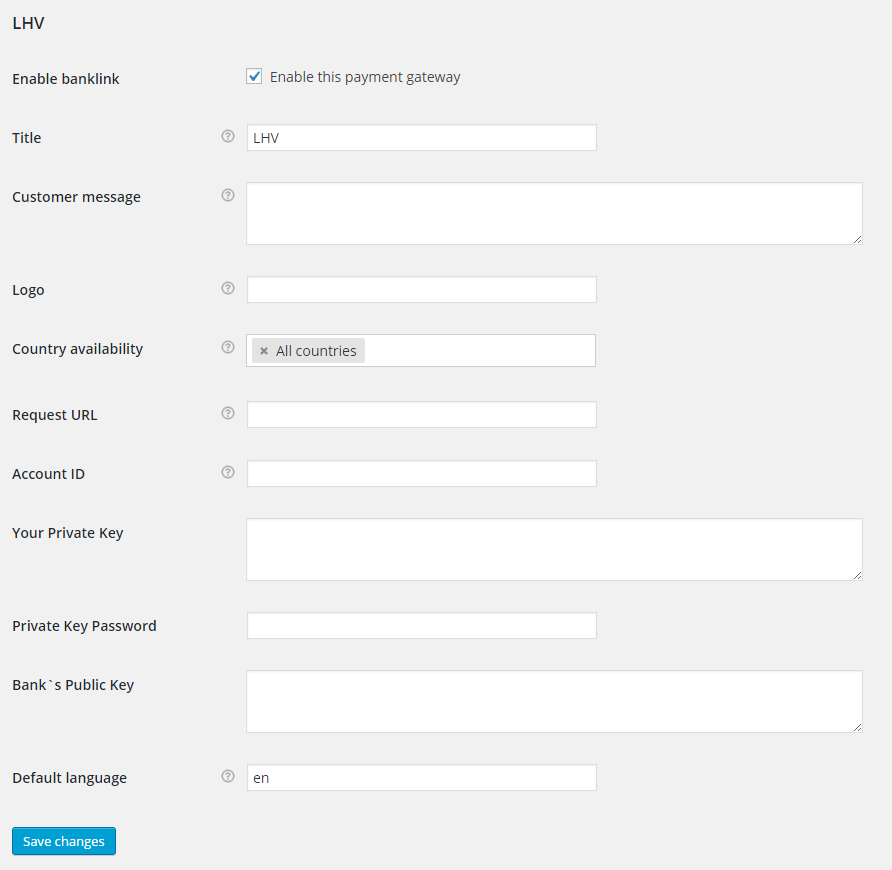 LHV
Enable banklink
Enable this payment gateway
Title
LHV
Customer message
Logo
Country availability
× All countries
Request URL
Account ID
Your Private Key
Private Key Password
Bank`s Public Key
Default language
en
Save changes